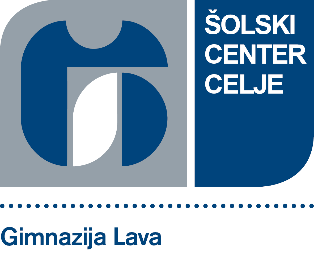 ŠOLSKI
CENTER
CELJE
Gimnazija Lava